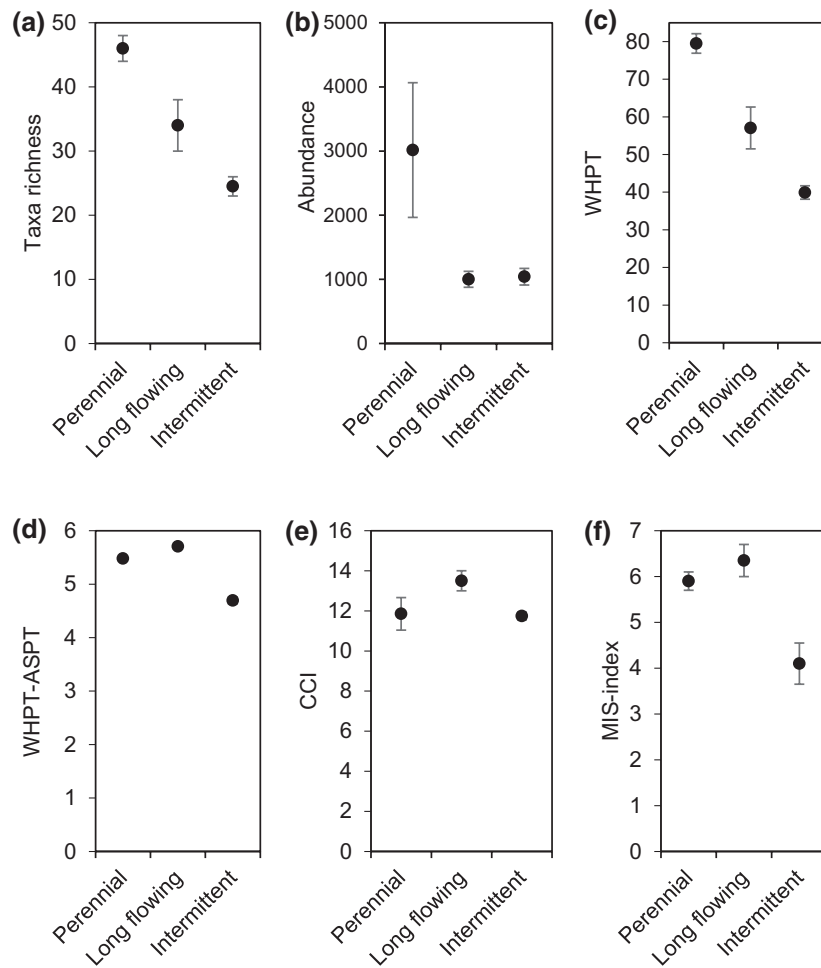 (a)
50
40
30
20
10
0
Taxa richness
Perennial
Long flowing
Intermittent
(b)
5000
4000
3000
2000
1000
0
Abundance
Perennial
Long flowing
Intermittent
(c)
80
70
60
50
40
30
20
10
0
WHPT
Perennial
Long flowing
Intermittent
(d)
6
5
4
3
2
1
0
WHPT-ASPT
Perennial
Long flowing
Intermittent
(e)
16
14
12
10
8
6
4
2
0
CCI
Perennial
Long flowing
Intermittent
(f)
7
6
5
4
3
2
1
0
MIS-index
Perennial
Long flowing
Intermittent